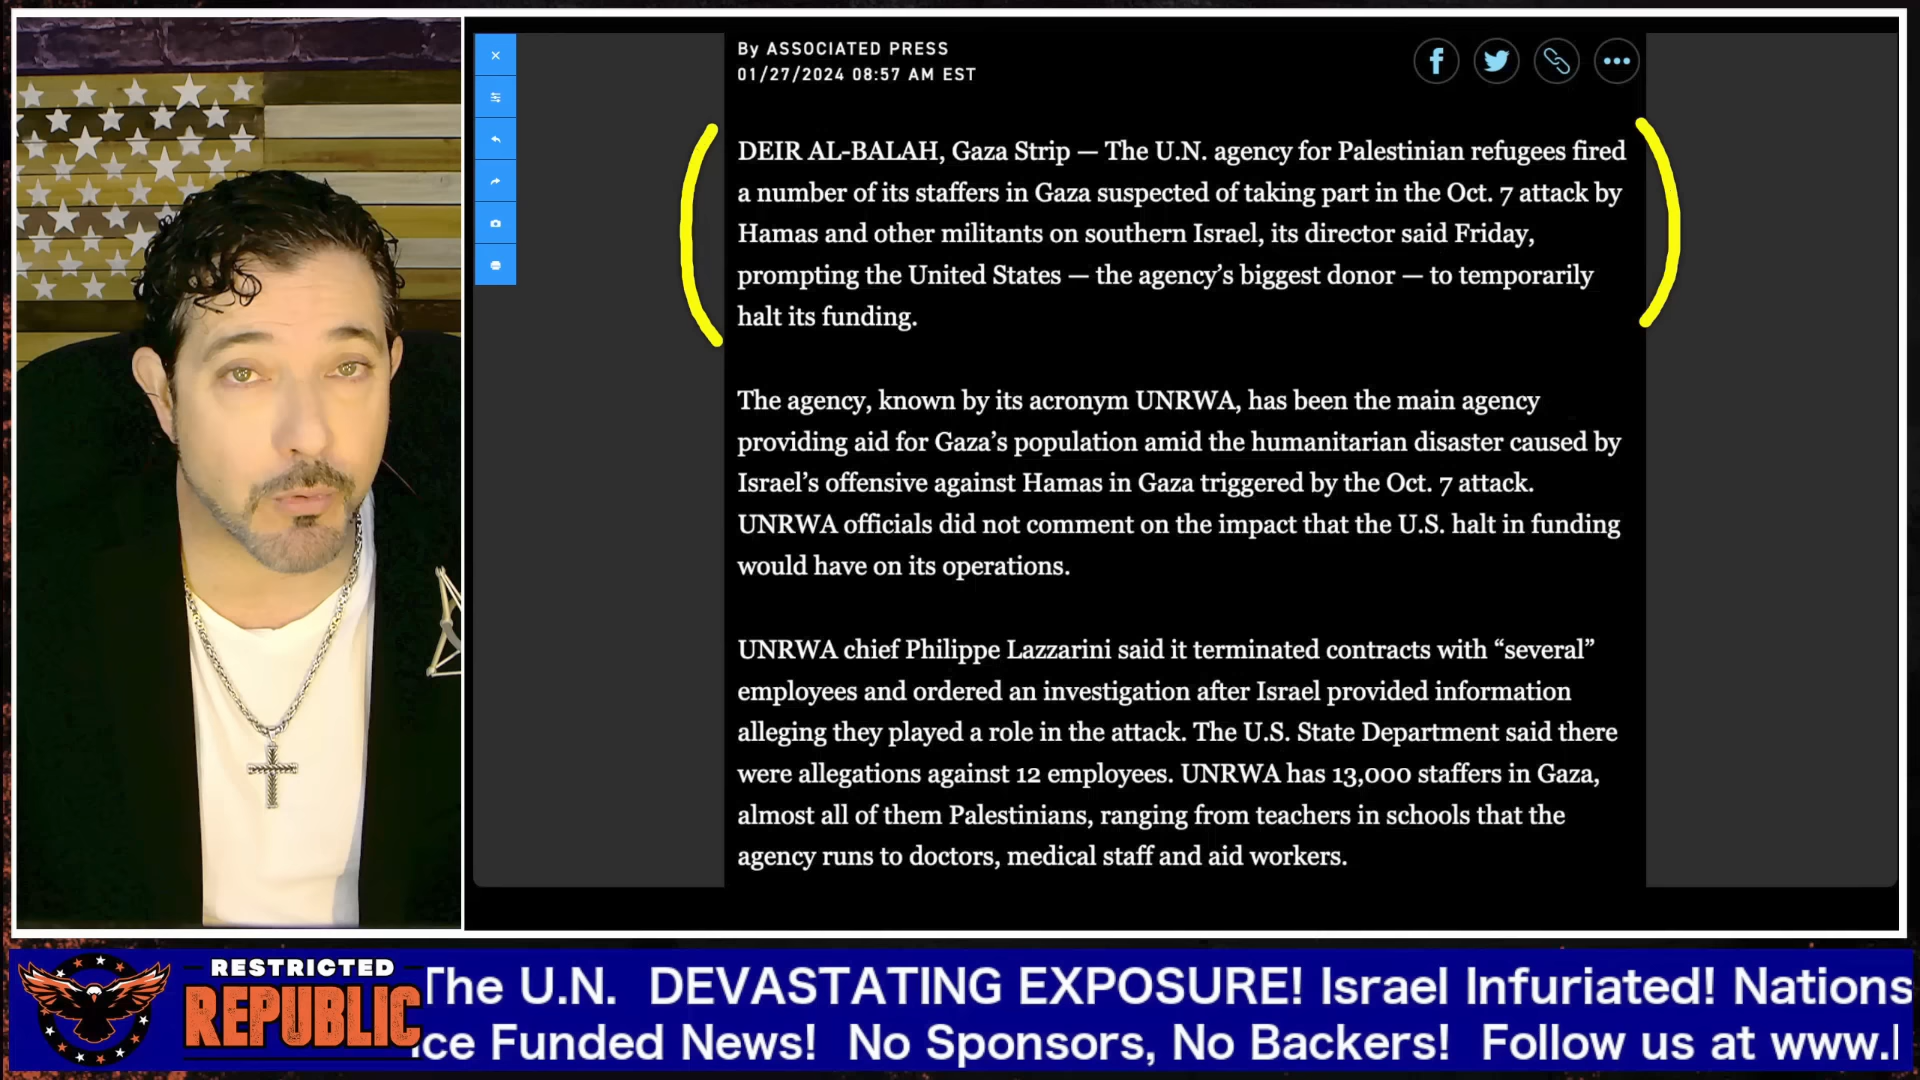 By ASSOCIATED PRESS
01/27/2024 08:57 AM EST
DEIR AL-BALAH, Gaza Strip — The U.N. agency for Palestinian refugees fired
a number of its staffers in Gaza suspected of taking part in the Oct. 7 attack by
Hamas and other militants on southern Israel, its director said Friday,
prompting the United States — the agency’s biggest donor — to temporarily
halt its funding.
The agency, known by its acronym UNRWA, has been the main agency
providing aid for Gaza’s population amid the humanitarian disaster caused by
Israel’s offensive against Hamas in Gaza triggered by the Oct. 7 attack.
UNRWA officials did not comment on the impact that the U.S. halt in funding
would have on its operations.
UNRWA chief Philippe Lazzarini said it terminated contracts with “several”
employees and ordered an investigation after Israel provided information
alleging they played a role in the attack. The U.S. State Department said there
were allegations against 12 employees. UNRWA has 13,000 staffers in Gaza,
almost all of them Palestinians, ranging from teachers in schools that the
agency runs to doctors, medical staff and aid workers.
RESTRICTED
REPUBLIC
The U.N. DEVASTATING EXPOSURE! Israel Infuriated! Nations
ce Funded News! No Sponsors, No Backers! Follow us at www.